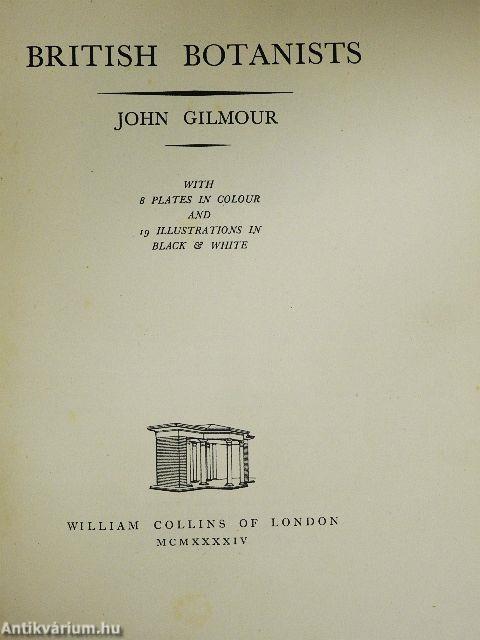 BRITISH BOTANISTS
JOHN GILMOUR
WITH
8 PLATES IN COLOUR
AND
19 ILLUSTRATIONS IN
BLACK & WHITE
WILLIAM COLLINS OF LONDON
MCMXXXXIV
Antikvárium.hu